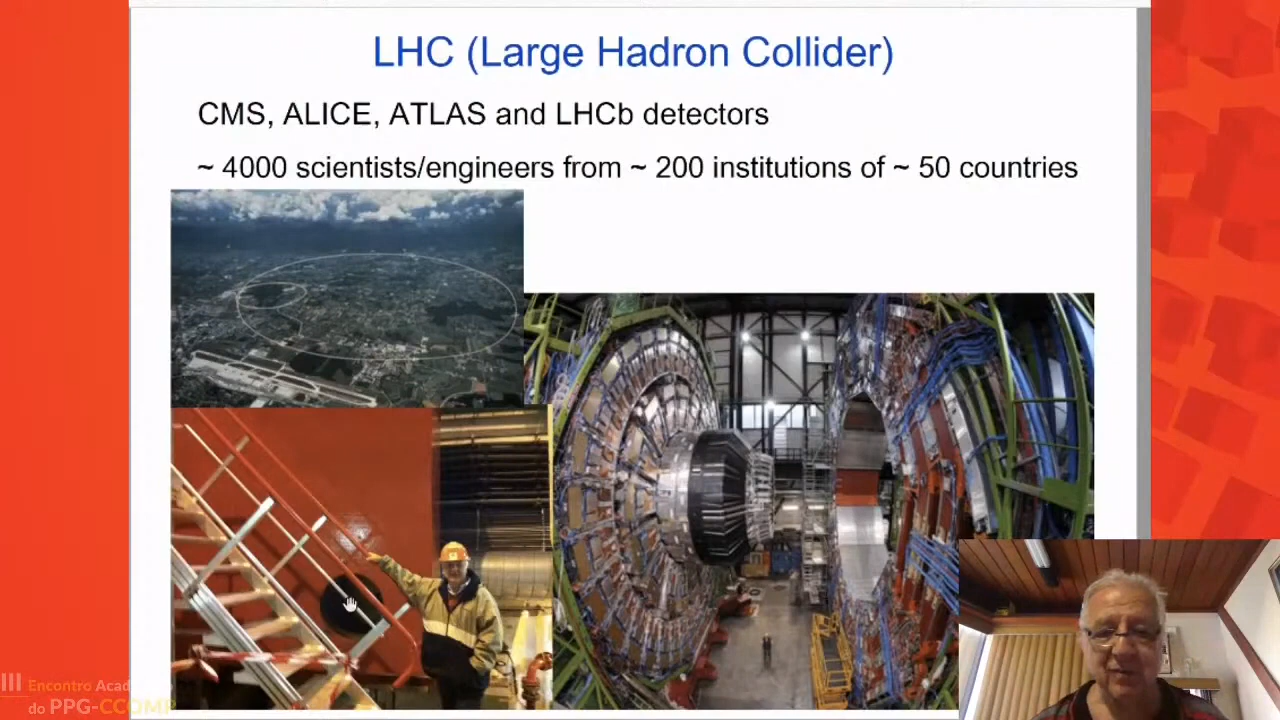 LHC (Large Hadron Collider)
CMS, ALICE, ATLAS and LHCb detectors
~ 4000 scientists/engineers from ~ 200 institutions of ~ 50 countries
III Encontro Acad
do PPG-CCOMP